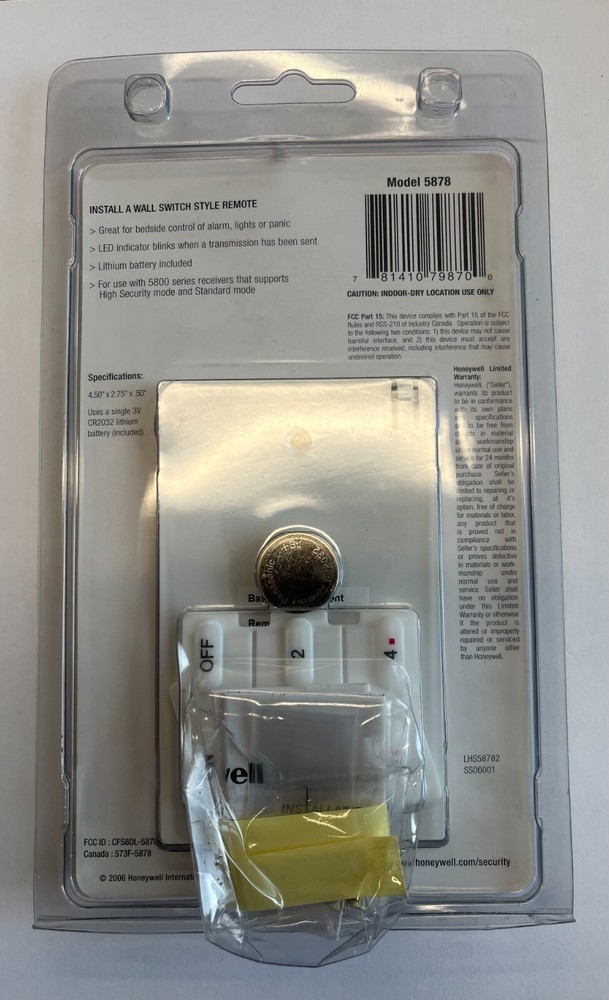 Model 5878
INSTALL A WALL SWITCH STYLE REMOTE
> Great for bedside control of alarm, lights or panic
> LED indicator blinks when a transmission has been sent
> Lithium battery included
> For use with 5800 series receivers that supports
High Security mode and Standard mode
7 81410 79870 0
CAUTION: INDOOR-DRY LOCATION USE ONLY
FCC Part 15: This device complies with Part 15 of the FCC
Rules and RSS-210 of Industry Canada. Operation is subject
to the following two conditions: 1) this device may not cause
harmful interface, and 2) this device must accept any
interference received, including interference that may cause
undesired operation.
Specifications:
4.50" x 2.75" x .50"
Uses a single 3V
CR2032 lithium
battery (included)
Honeywell Limited
Warranty:
Honeywell, ("Seller"),
warrants its product
to be in conformance
with its own plans
and specifications
and to be free from
defects in material
and workmanship
under normal use and
service for 24 months
from date of original
purchase. Seller's
obligation shall be
limited to repairing or
replacing, at it's
option, free of charge
for materials or labor,
any product that
is proved not in
compliance with
Seller's specifications
or proves defective
in materials or work-
manship under
normal use and
service. Seller shall
have no obligation
under this Limited
Warranty or otherwise
if the product is
altered or improperly
repaired or serviced
by anyone other
than Honeywell.
Panasonic
OFF
2
4
well
LHS58782
SS06001
FCC ID : CFS8DL-587
Canada : 573F-5878
© 2006 Honeywell Internat
honeywell.com/security